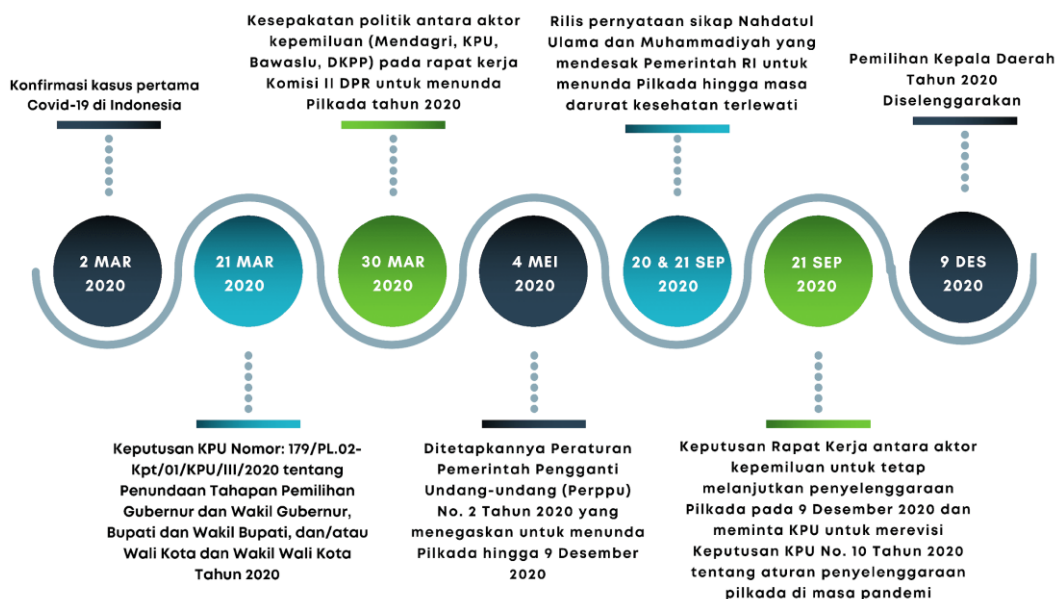 Konfirmasi kasus pertama
Covid-19 di Indonesia
2 MAR
2020
21 MAR
2020
Keputusan KPU Nomor: 179/PL.02-
Kpt/01/KPU/III/2020 tentang
Penundaan Tahapan Pemilihan
Gubernur dan Wakil Gubernur,
Bupati dan Wakil Bupati, dan/atau
Wali Kota dan Wakil Wali Kota
Tahun 2020
Kesepakatan politik antara aktor
kepemiluan (Mendagri, KPU,
Bawaslu, DKPP) pada rapat kerja
Komisi II DPR untuk menunda
Pilkada tahun 2020
30 MAR
2020
4 MEI
2020
Ditetapkannya Peraturan
Pemerintah Pengganti
Undang-undang (Perppu)
No. 2 Tahun 2020 yang
menegaskan untuk menunda
Pilkada hingga 9 Desember
2020
Rilis pernyataan sikap Nahdatul
Ulama dan Muhammadiyah yang
mendesak Pemerintah RI untuk
menunda Pilkada hingga masa
darurat kesehatan terlewati
20 & 21 SEP
2020
21 SEP
2020
Keputusan Rapat Kerja antara aktor
kepemiluan untuk tetap
melanjutkan penyelenggaraan
Pilkada pada 9 Desember 2020 dan
meminta KPU untuk merevisi
Keputusan KPU No. 10 Tahun 2020
tentang aturan penyelenggaraan
pilkada di masa pandemi
Pemilihan Kepala Daerah
Tahun 2020
Diselenggarakan
9 DES
2020